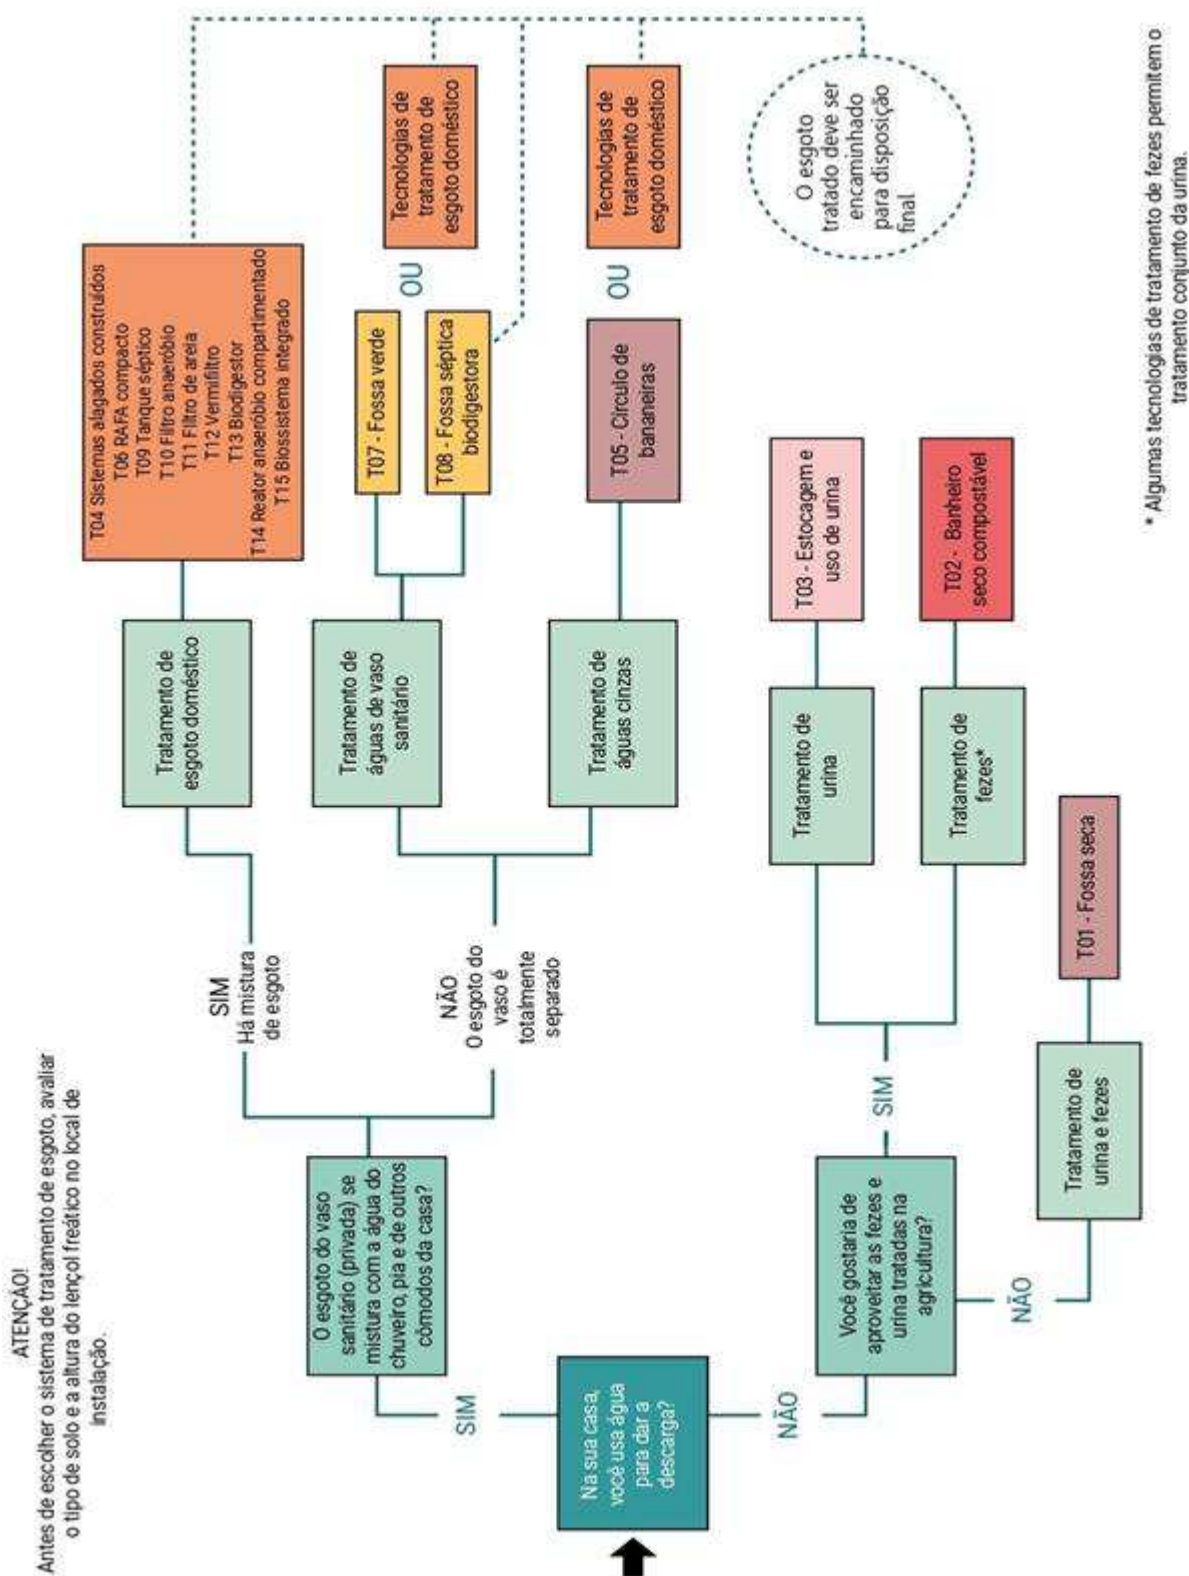 ATENÇÃO!
Antes de escolher o sistema de tratamento de esgoto, avaliar
o tipo de solo e a altura do lençol freático no local de
instalação.
Na sua casa,
você usa água
para dar a
descarga?
SIM
O esgoto do vaso
sanitário (privada) se
mistura com a água do
chuveiro, pia e de outros
cômodos da casa?
SIM
Há mistura
de esgoto
Tratamento de
esgoto doméstico
T04 Sistemas alagados construídos
T06 RAFA compacto
T09 Tanque séptico
T10 Filtro anaeróbio
T11 Filtro de areia
T12 Vermifiltro
T13 Biodigestor
T14 Reator anaeróbio compartimentado
T15 Biossistema integrado
NÃO
O esgoto do
vaso é
totalmente
separado
Tratamento de
águas de vaso
sanitário
T07 - Fossa verde
T08 - Fossa séptica
biodigestora
OU
Tecnologias de
tratamento de
esgoto doméstico
Tratamento de
águas cinzas
T05 - Círculo de
bananeiras
OU
Tecnologias de
tratamento de
esgoto doméstico
O esgoto
tratado deve ser
encaminhado
para disposição
final
NÃO
Você gostaria de
aproveitar as fezes e
urina tratadas na
agricultura?
SIM
Tratamento de
urina
T03 - Estocagem e
uso de urina
Tratamento de
fezes*
T02 - Banheiro
seco compostável
NÃO
Tratamento de
urina e fezes
T01 - Fossa seca
* Algumas tecnologias de tratamento de fezes permitem o
tratamento conjunto da urina.